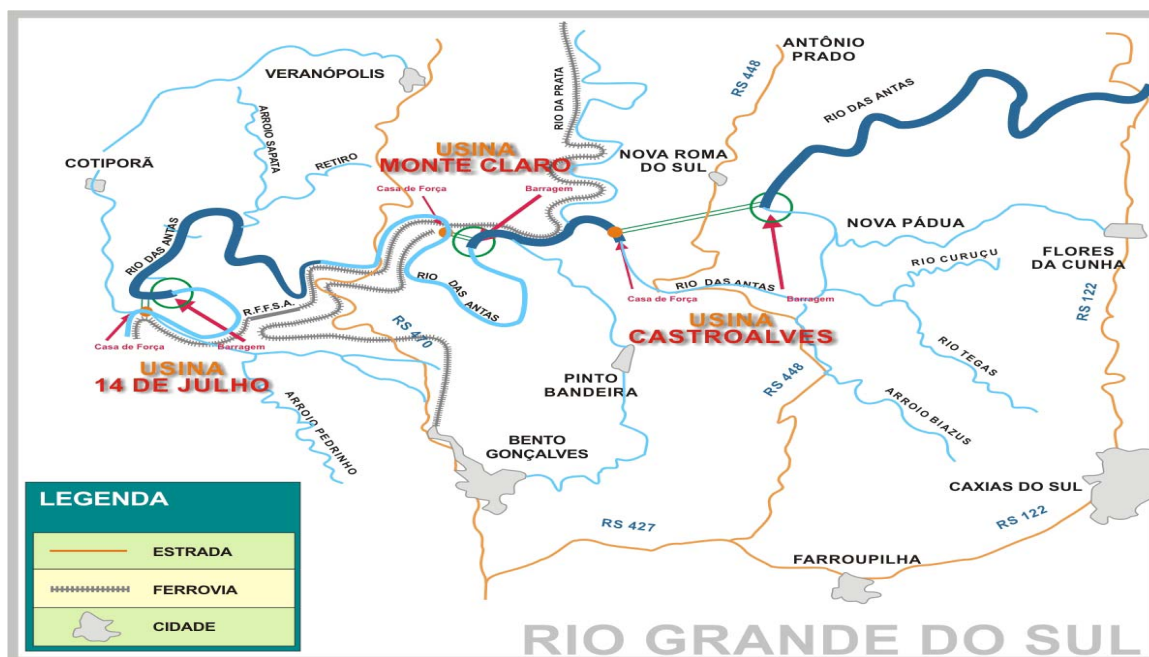 ANTÔNIO
PRADO
VERANÓPOLIS
RS 448
RIO DA PRATA
RIO DAS ANTAS
ARROIO SAPATA
USINA
MONTE CLARO
NOVA ROMA
DO SUL
COTIPORÃ
RETIRO
Casa de Força
Barragem
RIO DAS ANTAS
NOVA PÁDUA
FLORES
DA CUNHA
RIO CURUÇU
RIO
DAS ANTAS
RIO DAS ANTAS
Casa de Força
Barragem
R.F.F.S.A.
RS 122
USINA
CASTROALVES
Casa de Força
Barragem
RS 470
USINA
14 DE JULHO
RIO TEGAS
PINTO
BANDEIRA
RS 448
ARROIO BIAZUS
ARROIO PEDRINHO
BENTO
GONÇALVES
CAXIAS DO SUL
LEGENDA
RS 427
RS 122
ESTRADA
FARROUPILHA
FERROVIA
CIDADE
RIO GRANDE DO SUL